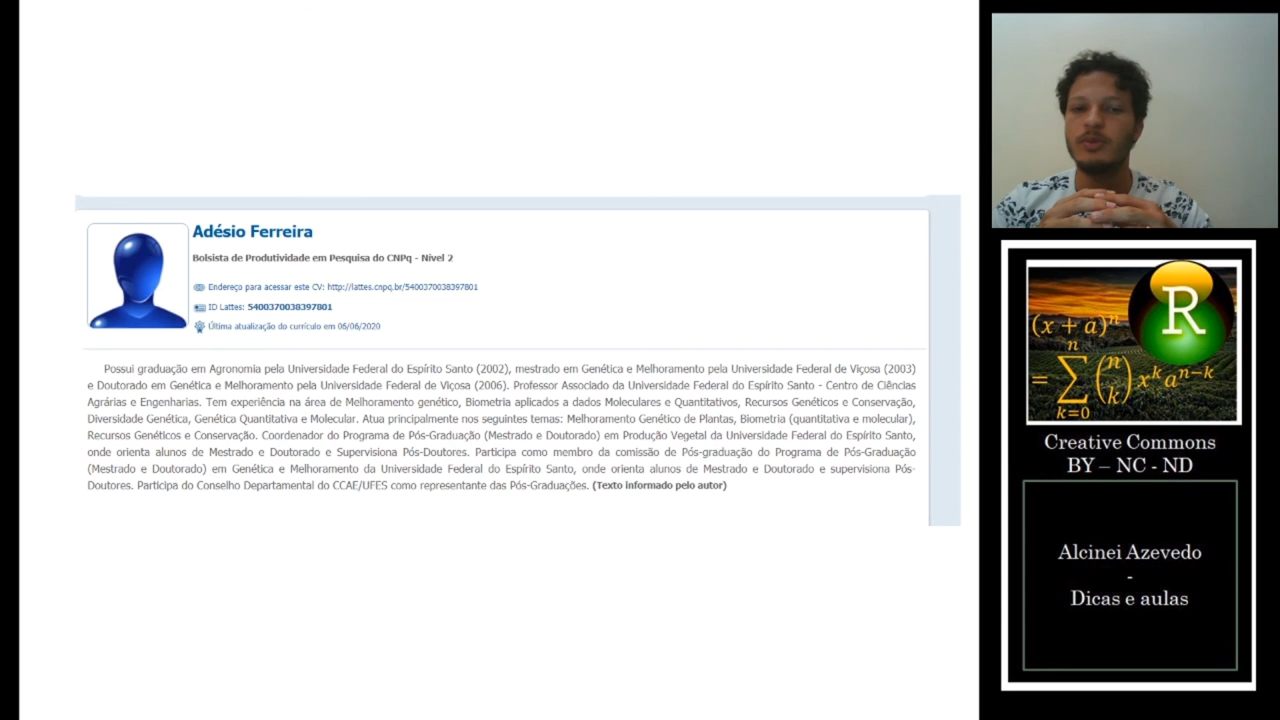 Adésio Ferreira
Bolsista de Produtividade em Pesquisa do CNPq - Nível 2
Endereço para acessar este CV: http://lattes.cnpq.br/5400370038397801
ID Lattes: 5400370038397801
Última atualização do currículo em 06/06/2020
Possui graduação em Agronomia pela Universidade Federal do Espírito Santo (2002), mestrado em Genética e Melhoramento pela Universidade Federal de Viçosa (2003)
e Doutorado em Genética e Melhoramento pela Universidade Federal de Viçosa (2006). Professor Associado da Universidade Federal do Espírito Santo - Centro de Ciências
Agrárias e Engenharias. Tem experiência na área de Melhoramento genético, Biometria aplicados a dados Moleculares e Quantitativos, Recursos Genéticos e Conservação,
Diversidade Genética, Genética Quantitativa e Molecular. Atua principalmente nos seguintes temas: Melhoramento Genético de Plantas, Biometria (quantitativa e molecular),
Recursos Genéticos e Conservação. Coordenador do Programa de Pós-Graduação (Mestrado e Doutorado) em Produção Vegetal da Universidade Federal do Espírito Santo,
onde orienta alunos de Mestrado e Doutorado e Supervisiona Pós-Doutores. Participa como membro da comissão de Pós-graduação do Programa de Pós-Graduação
(Mestrado e Doutorado) em Genética e Melhoramento da Universidade Federal do Espírito Santo, onde orienta alunos de Mestrado e Doutorado e supervisiona Pós-
Doutores. Participa do Conselho Departamental do CCAE/UFES como representante das Pós-Graduações. (Texto informado pelo autor)
(x + a)^n
= ∑_{k=0}^{n} (n k) x^k a^{n-k}
R
Creative Commons
BY – NC - ND
Alcinei Azevedo
-
Dicas e aulas